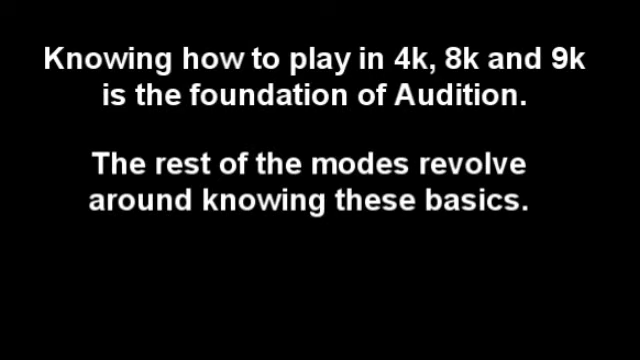 Knowing how to play in 4k, 8k and 9k
is the foundation of Audition.
The rest of the modes revolve
around knowing these basics.